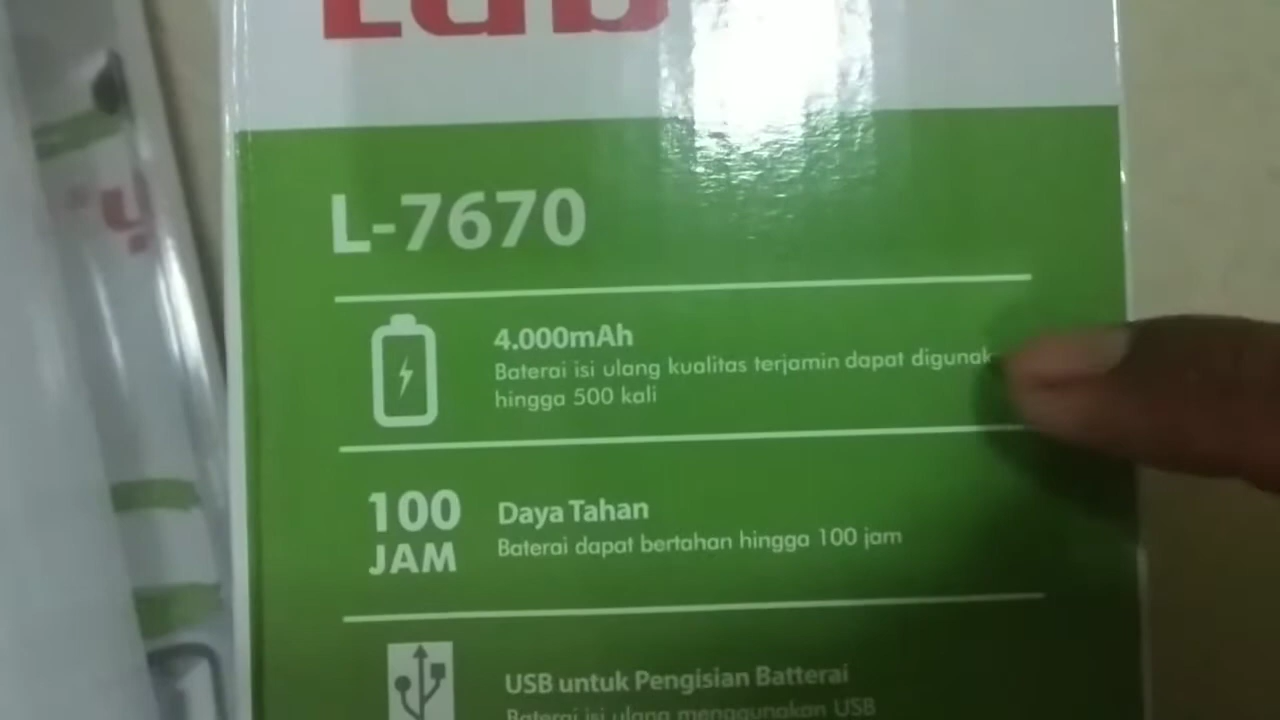 L-7670
4.000mAh
Baterai isi ulang kualitas terjamin dapat digunak
hingga 500 kali
100
JAM
Daya Tahan
Baterai dapat bertahan hingga 100 jam
USB untuk Pengisian Batterai
Baterai isi ulang menggunakan USB